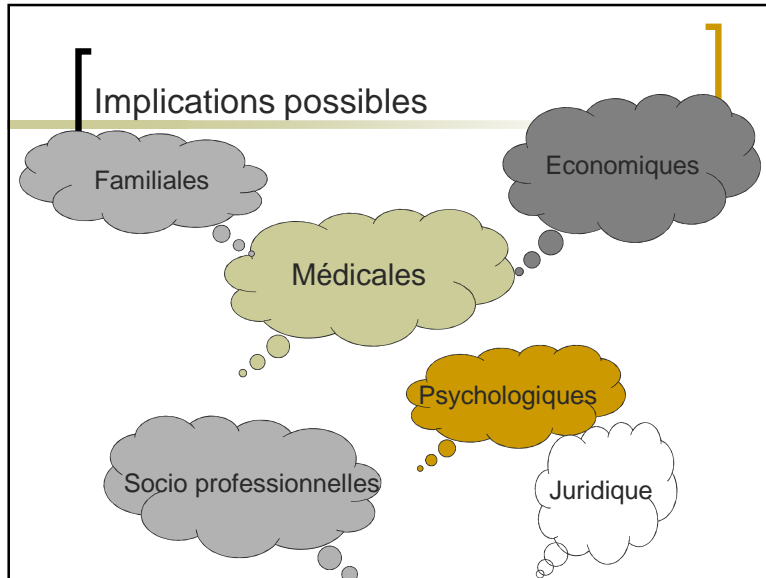 Implications possibles
Familiales
Economiques
Médicales
Psychologiques
Socio professionnelles
Juridique